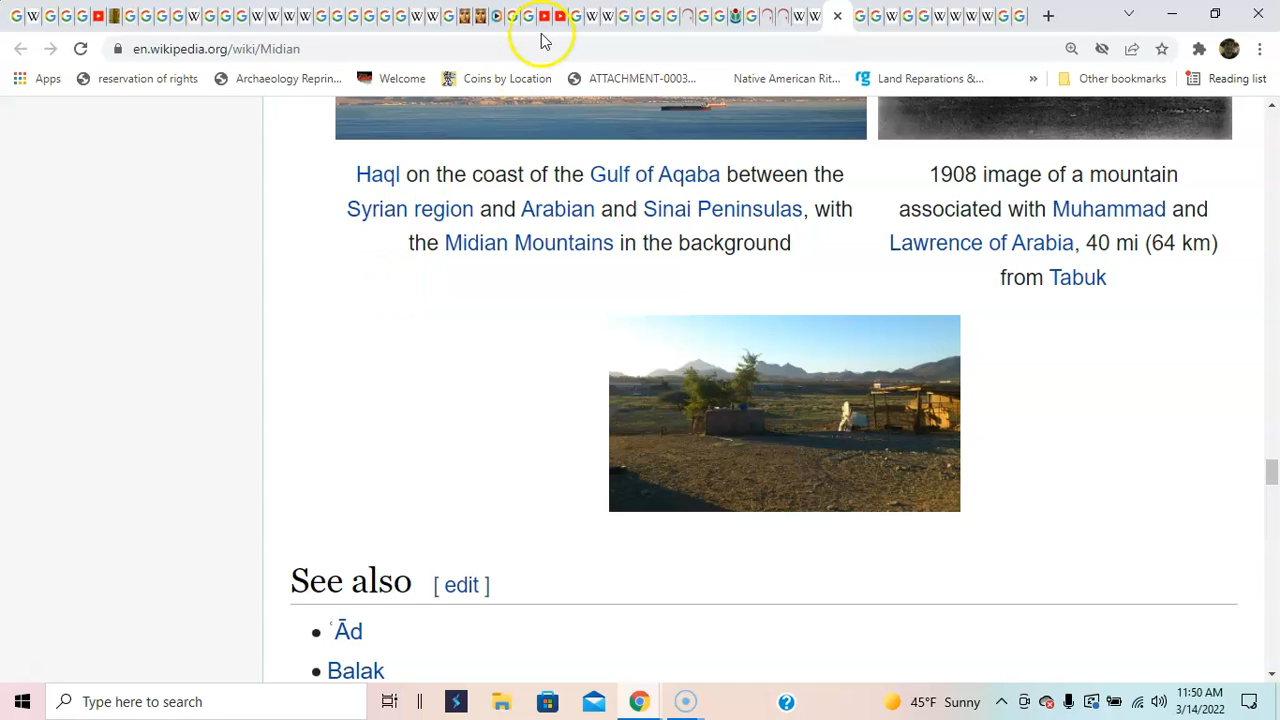 en.wikipedia.org/wiki/Midian
Apps
reservation of rights
Archaeology Reprin...
Welcome
Coins by Location
ATTACHMENT-0003...
Native American Rit...
Land Reparations &...
»
Other bookmarks
Reading list
Haql on the coast of the Gulf of Aqaba between the
Syrian region and Arabian and Sinai Peninsulas, with
the Midian Mountains in the background
1908 image of a mountain
associated with Muhammad and
Lawrence of Arabia, 40 mi (64 km)
from Tabuk
See also [ edit ]
• ʿĀd
• Balak
Type here to search
45°F Sunny
11:50 AM
3/14/2022